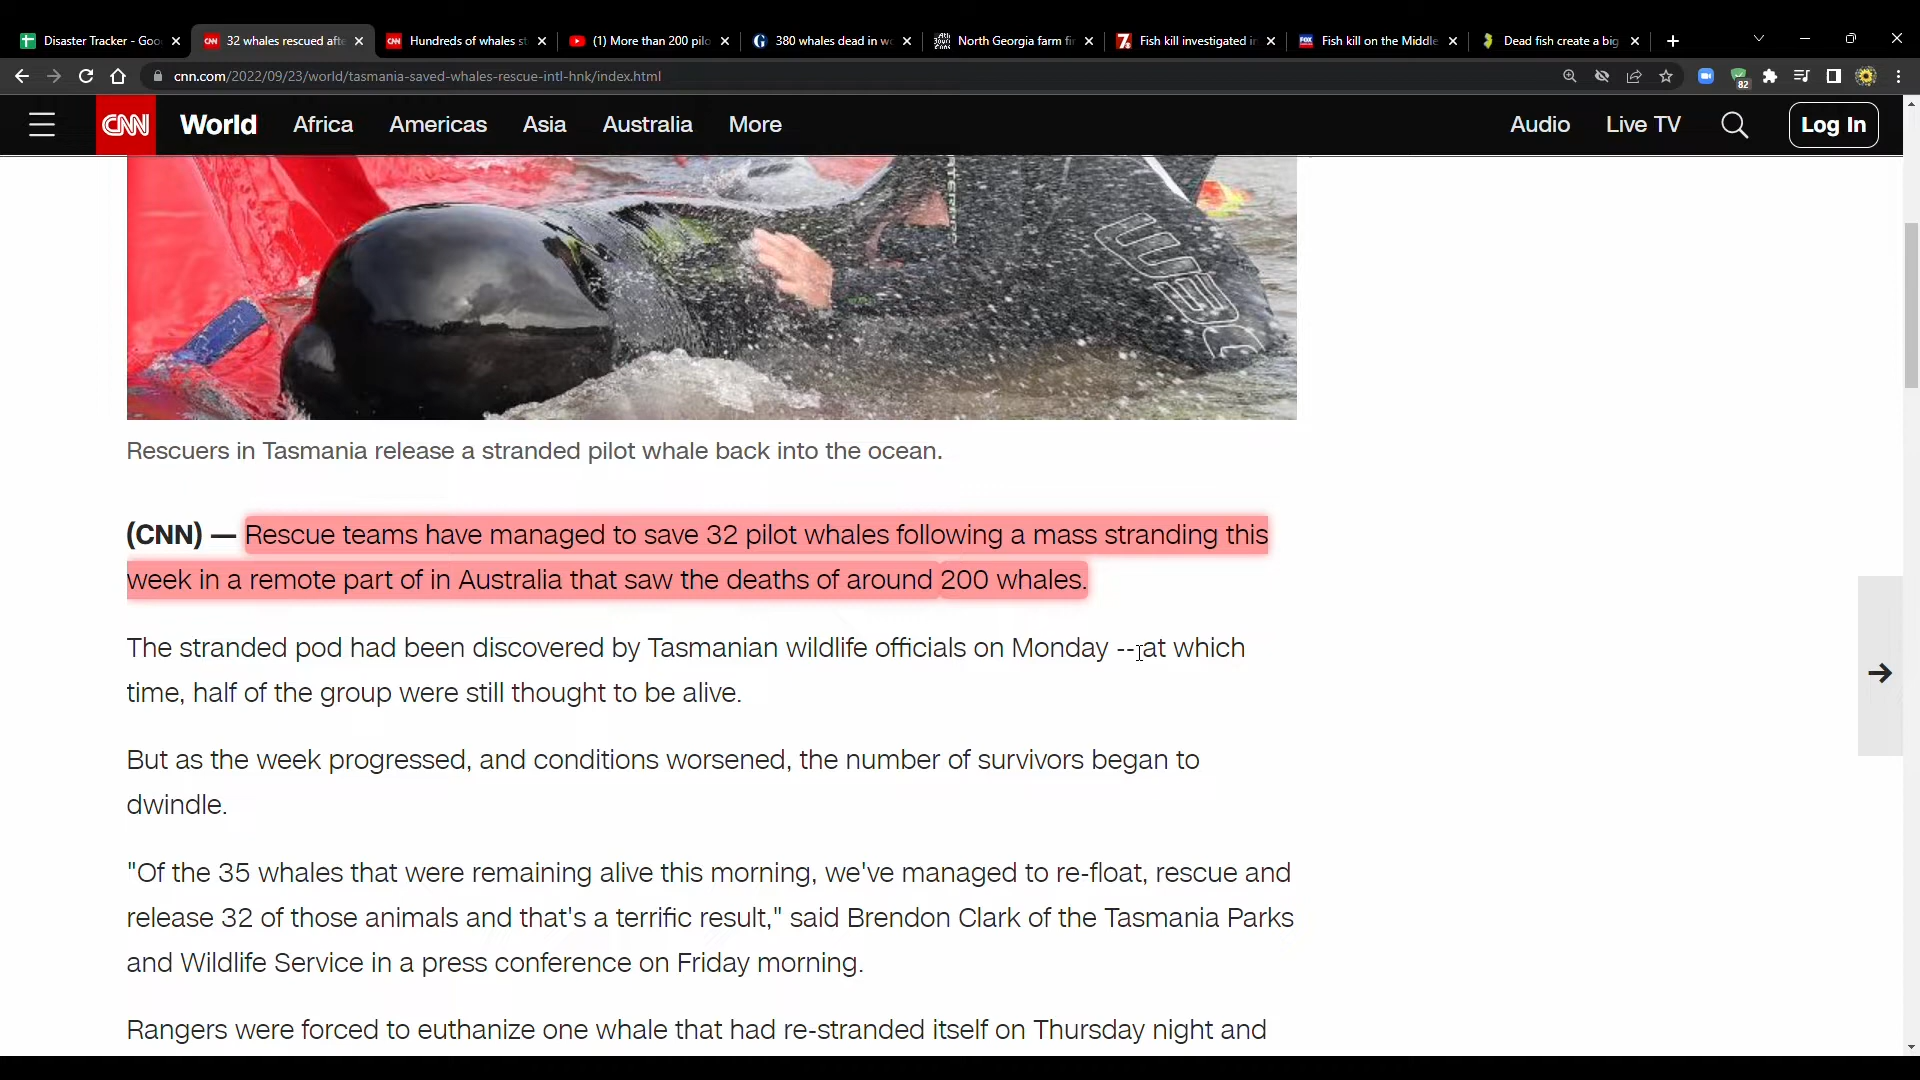 Disaster Tracker - Goo
32 whales rescued afte
Hundreds of whales st
(1) More than 200 pilo
380 whales dead in wo
North Georgia farm fi
Fish kill investigated in
Fish kill on the Middle
Dead fish create a big
cnn.com/2022/09/23/world/tasmania-saved-whales-rescue-intl-hnk/index.html
82
CNN World Africa Americas Asia Australia More Audio Live TV Log In
Rescuers in Tasmania release a stranded pilot whale back into the ocean.
(CNN) — Rescue teams have managed to save 32 pilot whales following a mass stranding this
week in a remote part of in Australia that saw the deaths of around 200 whales.
The stranded pod had been discovered by Tasmanian wildlife officials on Monday -- at which
time, half of the group were still thought to be alive.
But as the week progressed, and conditions worsened, the number of survivors began to
dwindle.
"Of the 35 whales that were remaining alive this morning, we've managed to re-float, rescue and
release 32 of those animals and that's a terrific result," said Brendon Clark of the Tasmania Parks
and Wildlife Service in a press conference on Friday morning.
Rangers were forced to euthanize one whale that had re-stranded itself on Thursday night and